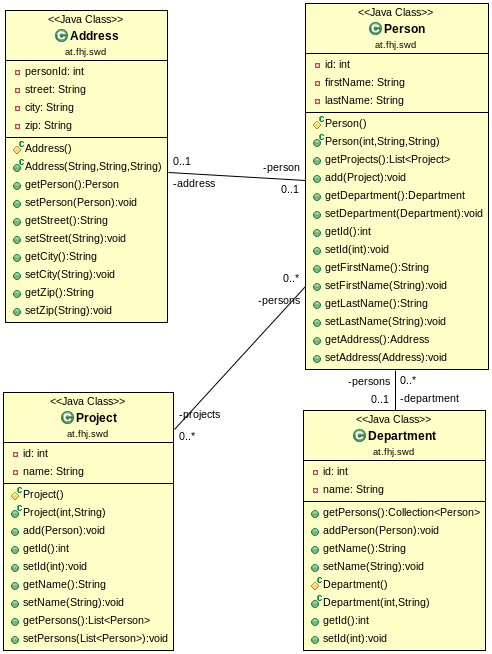 <<Java Class>>
Address
at.fhj.swd
personId: int
street: String
city: String
zip: String
Address()
Address(String,String,String)
getPerson():Person
setPerson(Person):void
getStreet():String
setStreet(String):void
getCity():String
setCity(String):void
getZip():String
setZip(String):void
0..1
-address
-person
0..1
<<Java Class>>
Person
at.fhj.swd
id: int
firstName: String
lastName: String
Person()
Person(int,String,String)
getProjects():List<Project>
add(Project):void
getDepartment():Department
setDepartment(Department):void
getId():int
setId(int):void
getFirstName():String
setFirstName(String):void
getLastName():String
setLastName(String):void
getAddress():Address
setAddress(Address):void
0..*
-persons
-projects
0..*
-persons
0..*
0..1
-department
<<Java Class>>
Project
at.fhj.swd
id: int
name: String
Project()
Project(int,String)
add(Person):void
getId():int
setId(int):void
getName():String
setName(String):void
getPersons():List<Person>
setPersons(List<Person>):void
<<Java Class>>
Department
at.fhj.swd
id: int
name: String
getPersons():Collection<Person>
addPerson(Person):void
getName():String
setName(String):void
Department()
Department(int,String)
getId():int
setId(int):void